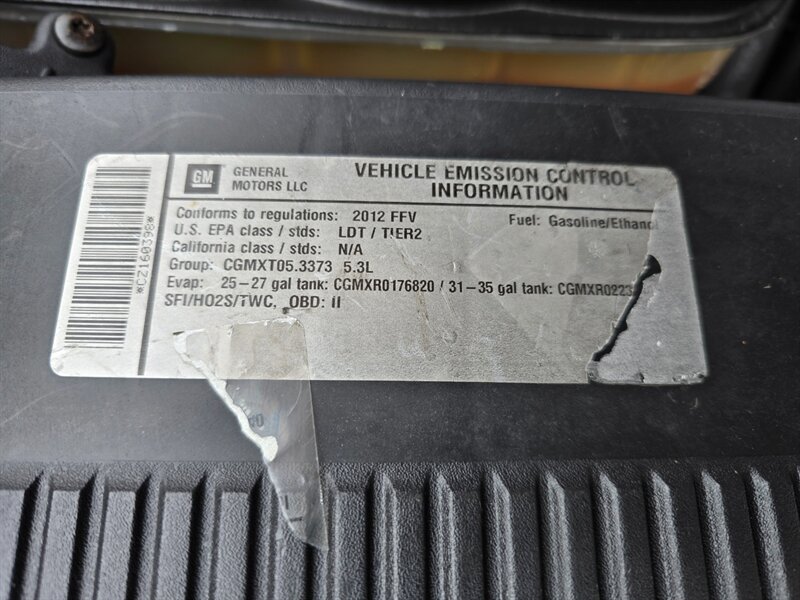 GM
GENERAL
MOTORS LLC
VEHICLE EMISSION CONTROL
INFORMATION
Conforms to regulations: 2012 FFV
Fuel: Gasoline/Ethanol
U.S. EPA class / stds: LDT / TIER2
California class / stds: N/A
Group: CGMXT05.3373 5.3L
Evap: 25-27 gal tank: CGMXR0176820 / 31-35 gal tank: CGMXR0223
SFI/HO2S/TWC, OBD: II
*CZ160398*